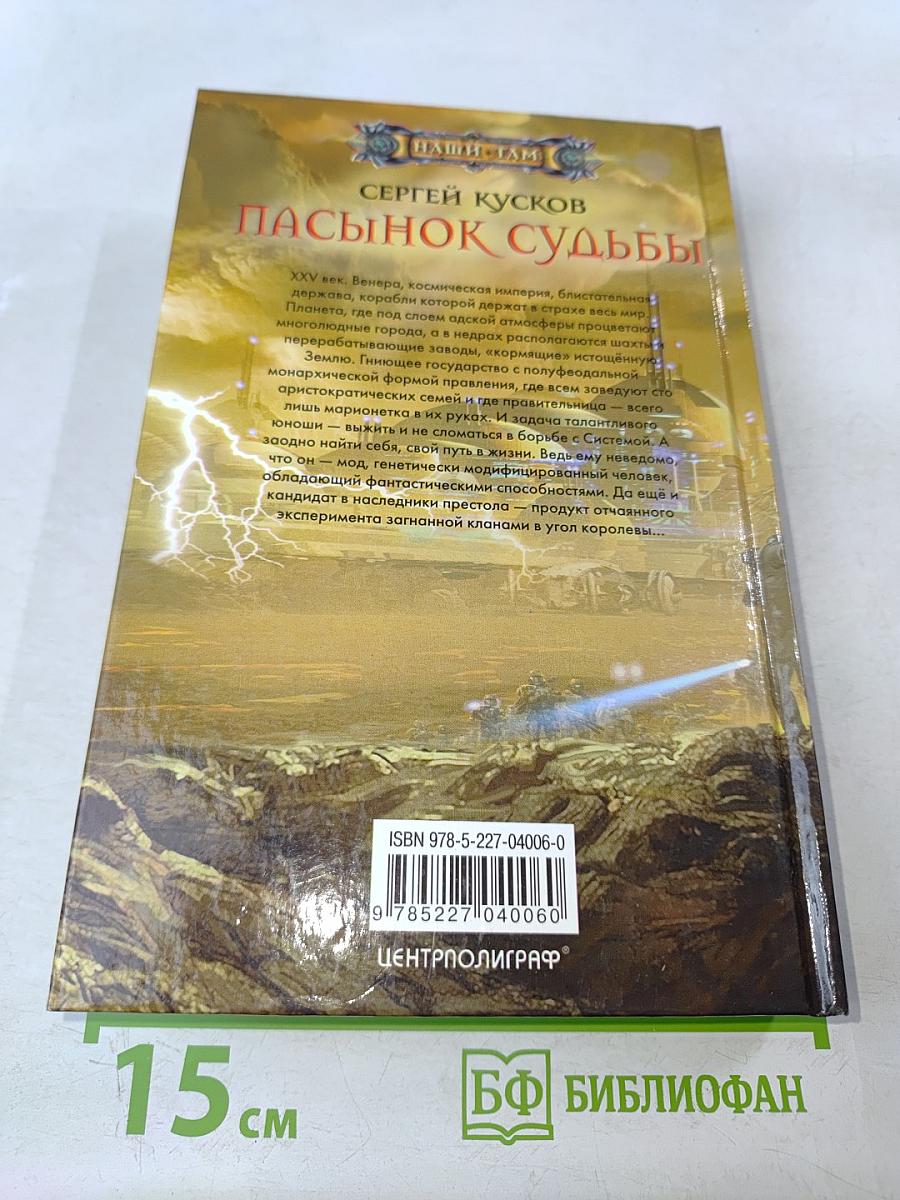 НАШИ ТАМ
СЕРГЕЙ КУСКОВ
ПАСЫНОК СУДЬБЫ
XXV век. Венера, космическая империя, блистательная
держава, корабли которой держат в страхе весь мир.
Планета, где под слоем адской атмосферы процветают
многолюдные города, а в недрах располагаются шахты и
перерабатывающие заводы, «кормящие» истощённую
Землю. Гниющее государство с полуфеодальной
монархической формой правления, где всем заведуют сто
аристократических семей и где правительница — всего
лишь марионетка в их руках. И задача талантливого
юноши — выжить и не сломаться в борьбе с Системой. А
заодно найти себя, свой путь в жизни. Ведь ему неведомо,
что он — мод, генетически модифицированный человек,
обладающий фантастическими способностями. Да ещё и
кандидат в наследники престола — продукт отчаянного
эксперимента загнанной кланами в угол королевы...
ISBN 978-5-227-04006-0
9 785227 040060
ЦЕНТРПОЛИГРАФ®
15 см
БФ БИБЛИОФАН